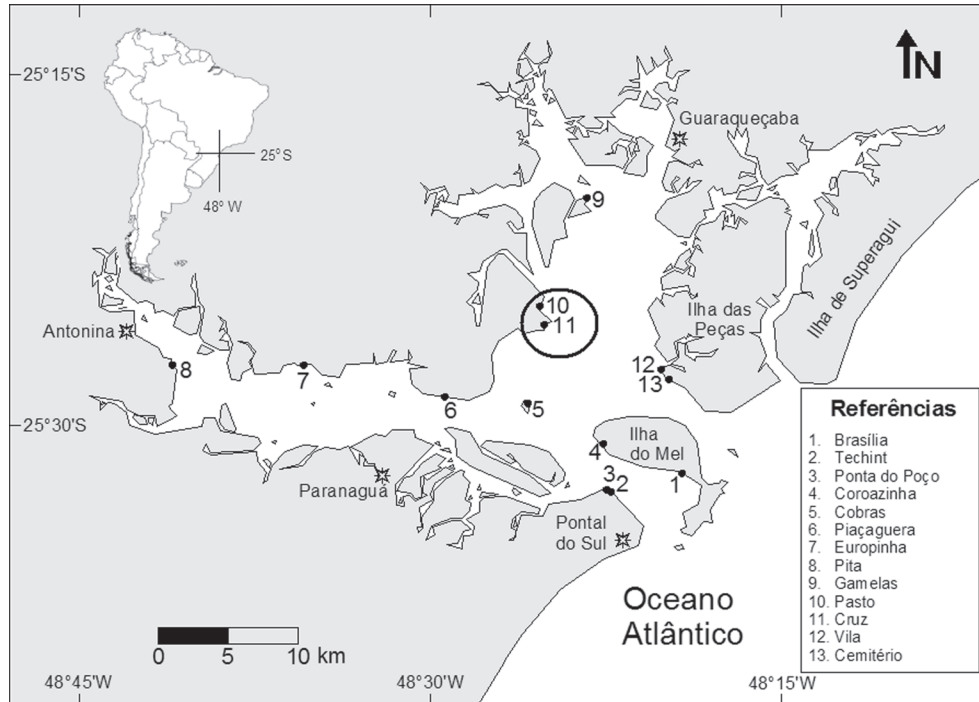 25°15'S
N
Guaraqueçaba
25°S
48°W
9
Ilha de Superagui
10
11
Ilha das
Peças
Antonina
8
7
12
13
6
5
25°30'S
Referências
1. Brasília
2. Techint
3. Ponta do Poço
4. Coroazinha
5. Cobras
6. Piaçaguera
7. Europinha
8. Pita
9. Gamelas
10. Pasto
11. Cruz
12. Vila
13. Cemitério
Ilha
do Mel
4
1
3
2
Paranaguá
Pontal
do Sul
Oceano
Atlântico
0 5 10 km
48°45'W
48°30'W
48°15'W